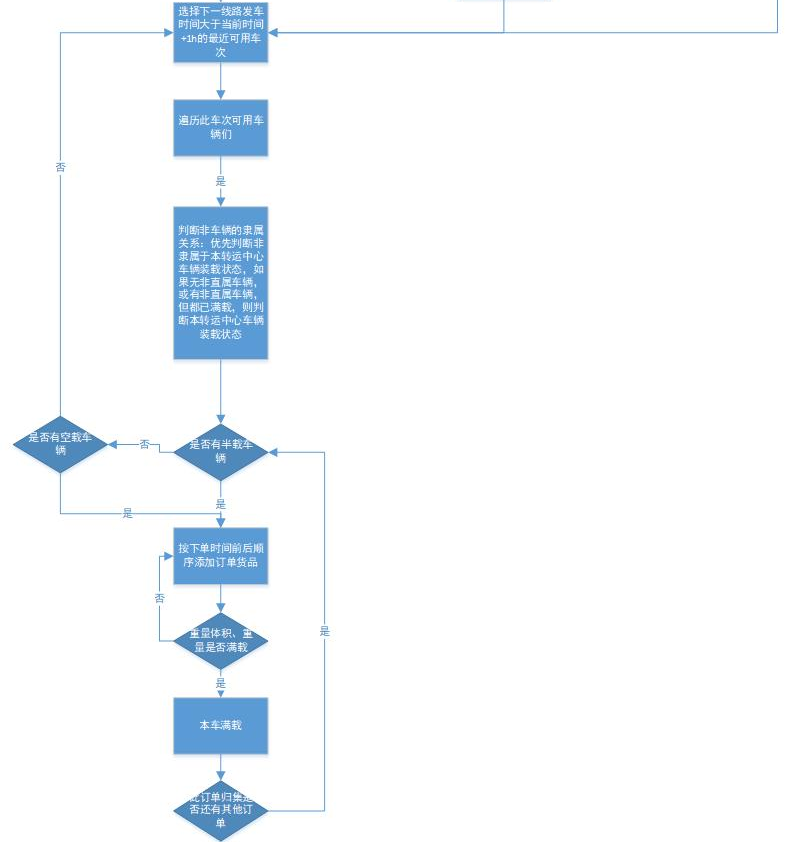 选择下一线路发车
时间大于当前时间
+1h的最近可用车
次
遍历此车次可用车
辆们
否
是
判断非车辆的隶属
关系：优先判断非
隶属于本转运中心
车辆装载状态，如
果无非直属车辆，
或有非直属车辆，
但都已满载，则判
断本转运中心车辆
装载状态
是否有空载车
辆
否
是否有半载车
辆
是
是
按下单时间前后顺
序添加订单货品
否
重量体积、重
量是否满载
是
是
本车满载
此订单归集是
否还有其他订
单